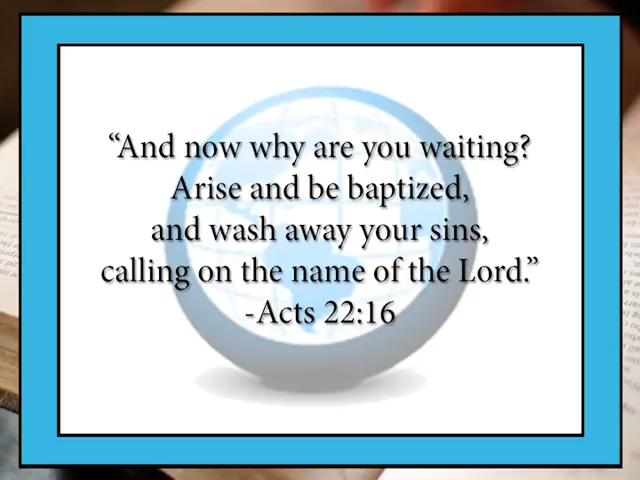 “And now why are you waiting?
Arise and be baptized,
and wash away your sins,
calling on the name of the Lord.”
-Acts 22:16